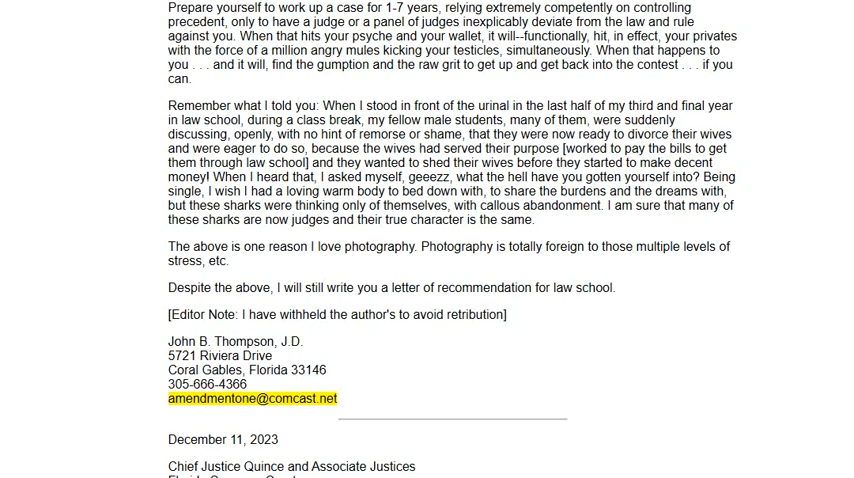 Prepare yourself to work up a case for 1-7 years, relying extremely competently on controlling
precedent, only to have a judge or a panel of judges inexplicably deviate from the law and rule
against you. When that hits your psyche and your wallet, it will--functionally, hit, in effect, your privates
with the force of a million angry mules kicking your testicles, simultaneously. When that happens to
you . . . and it will, find the gumption and the raw grit to get up and get back into the contest . . . if you
can.
Remember what I told you: When I stood in front of the urinal in the last half of my third and final year
in law school, during a class break, my fellow male students, many of them, were suddenly
discussing, openly, with no hint of remorse or shame, that they were now ready to divorce their wives
and were eager to do so, because the wives had served their purpose [worked to pay the bills to get
them through law school] and they wanted to shed their wives before they started to make decent
money! When I heard that, I asked myself, geeezz, what the hell have you gotten yourself into? Being
single, I wish I had a loving warm body to bed down with, to share the burdens and the dreams with,
but these sharks were thinking only of themselves, with callous abandonment. I am sure that many of
these sharks are now judges and their true character is the same.
The above is one reason I love photography. Photography is totally foreign to those multiple levels of
stress, etc.
Despite the above, I will still write you a letter of recommendation for law school.
[Editor Note: I have withheld the author's to avoid retribution]
John B. Thompson, J.D.
5721 Riviera Drive
Coral Gables, Florida 33146
305-666-4366
amendmentone@comcast.net
December 11, 2023
Chief Justice Quince and Associate Justices